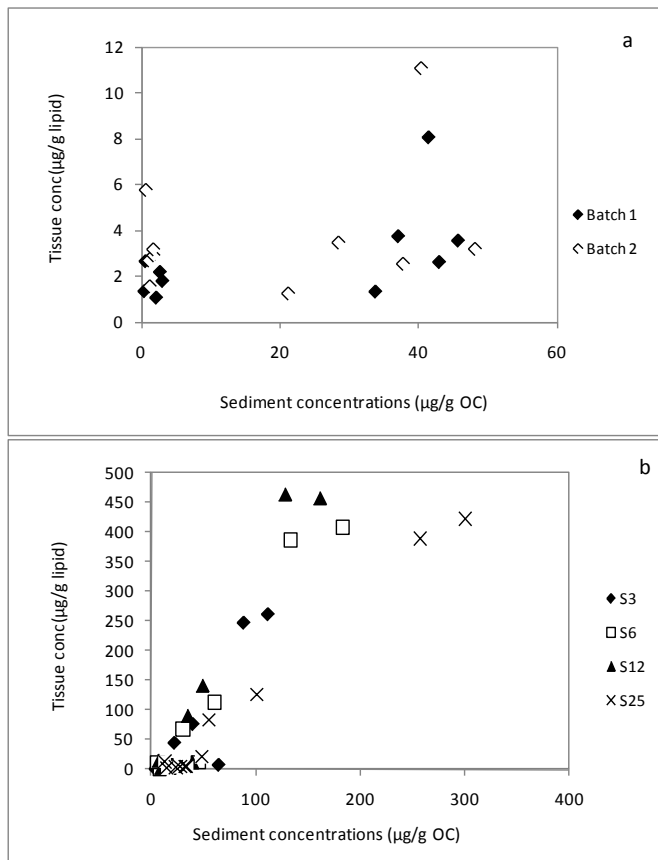 a
12
10
8
6
4
2
0
0 20 40 60
Tissue conc(µg/g lipid)
Sediment concentrations (µg/g OC)
Batch 1
Batch 2
b
500
450
400
350
300
250
200
150
100
50
0
0 100 200 300 400
Tissue conc(µg/g lipid)
Sediment concentrations (µg/g OC)
S3
S6
S12
S25